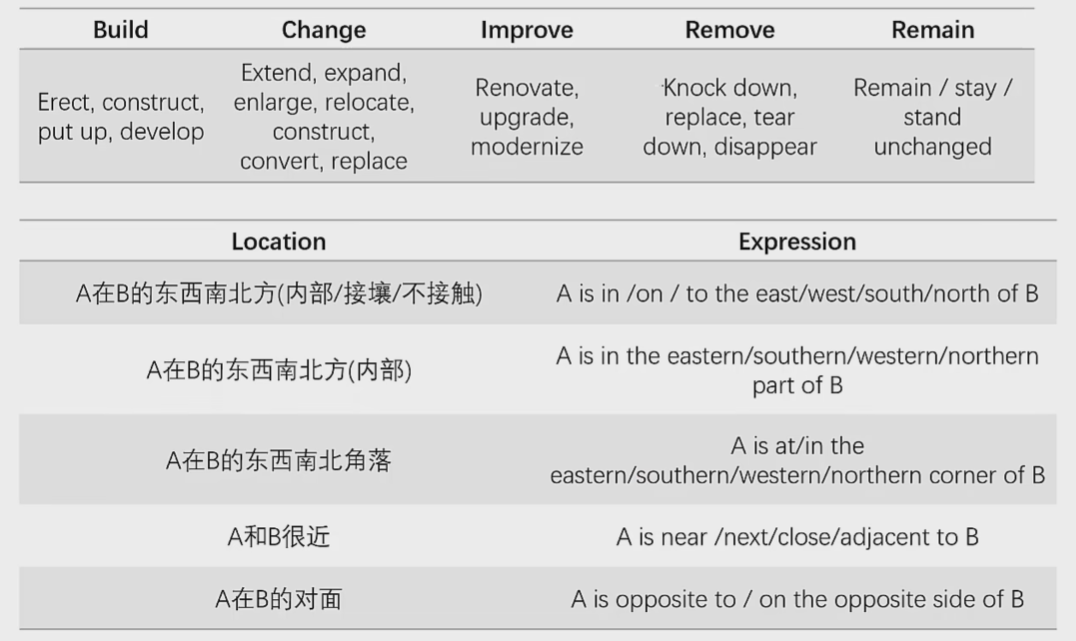 Build Change Improve Remove Remain
Erect, construct, put up, develop
Extend, expand, enlarge, relocate, construct, convert, replace
Renovate, upgrade, modernize
Knock down, replace, tear down, disappear
Remain / stay / stand unchanged
Location Expression
A在B的东西南北方(内部/接壤/不接触) A is in /on / to the east/west/south/north of B
A在B的东西南北方(内部) A is in the eastern/southern/western/northern part of B
A在B的东西南北角落 A is at/in the eastern/southern/western/northern corner of B
A和B很近 A is near /next/close/adjacent to B
A在B的对面 A is opposite to / on the opposite side of B